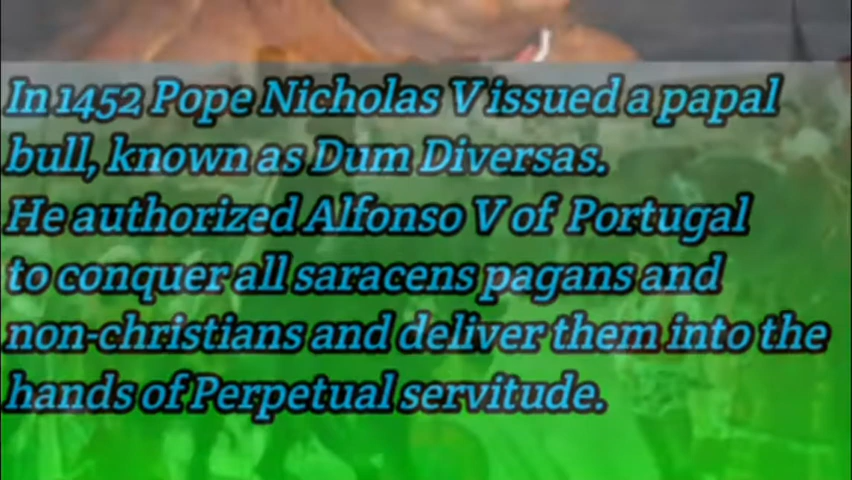 In 1452 Pope Nicholas V issued a papal
bull, known as Dum Diversas.
He authorized Alfonso V of Portugal
to conquer all saracens pagans and
non-christians and deliver them into the
hands of Perpetual servitude.